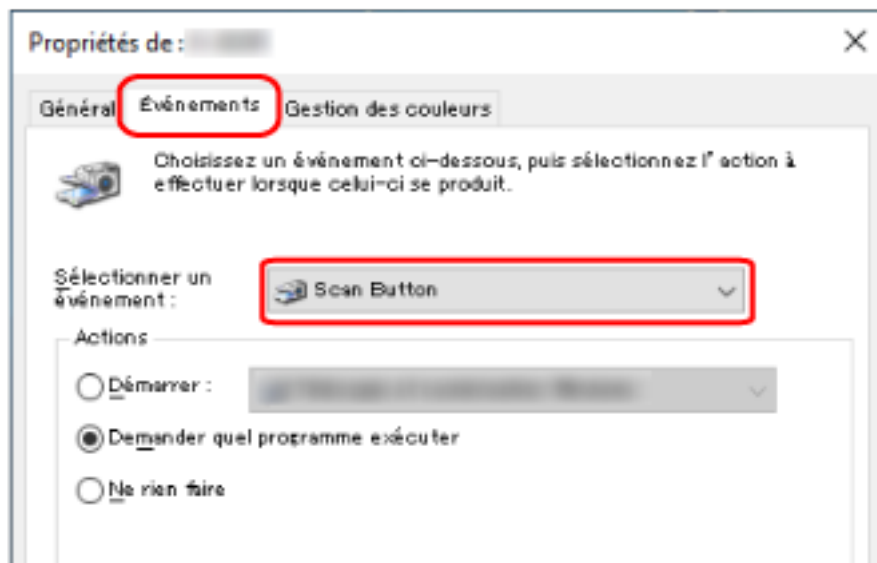 Propriétés de :
Général
Événements
Gestion des couleurs
Choisissez un événement ci-dessous, puis sélectionnez l'action à
effectuer lorsque celui-ci se produit.
Sélectionner un
événement :
Scan Button
Actions
Démarrer :
Demander quel programme exécuter
Ne rien faire